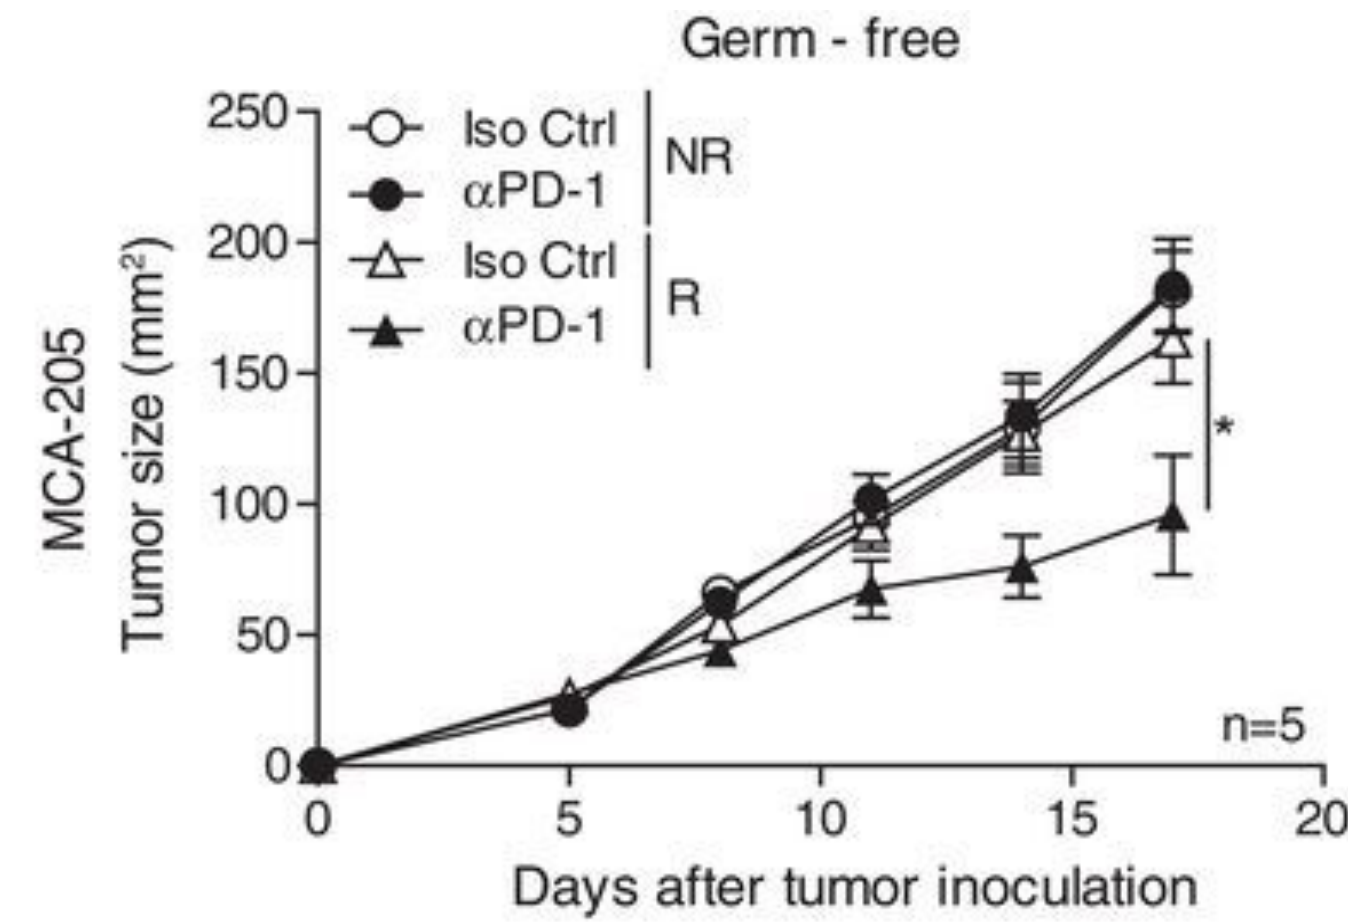 Germ - free
MCA-205
Tumor size (mm²)
250
200
150
100
50
0
Iso Ctrl
αPD-1
NR
Iso Ctrl
αPD-1
R
*
n=5
0 5 10 15 20
Days after tumor inoculation